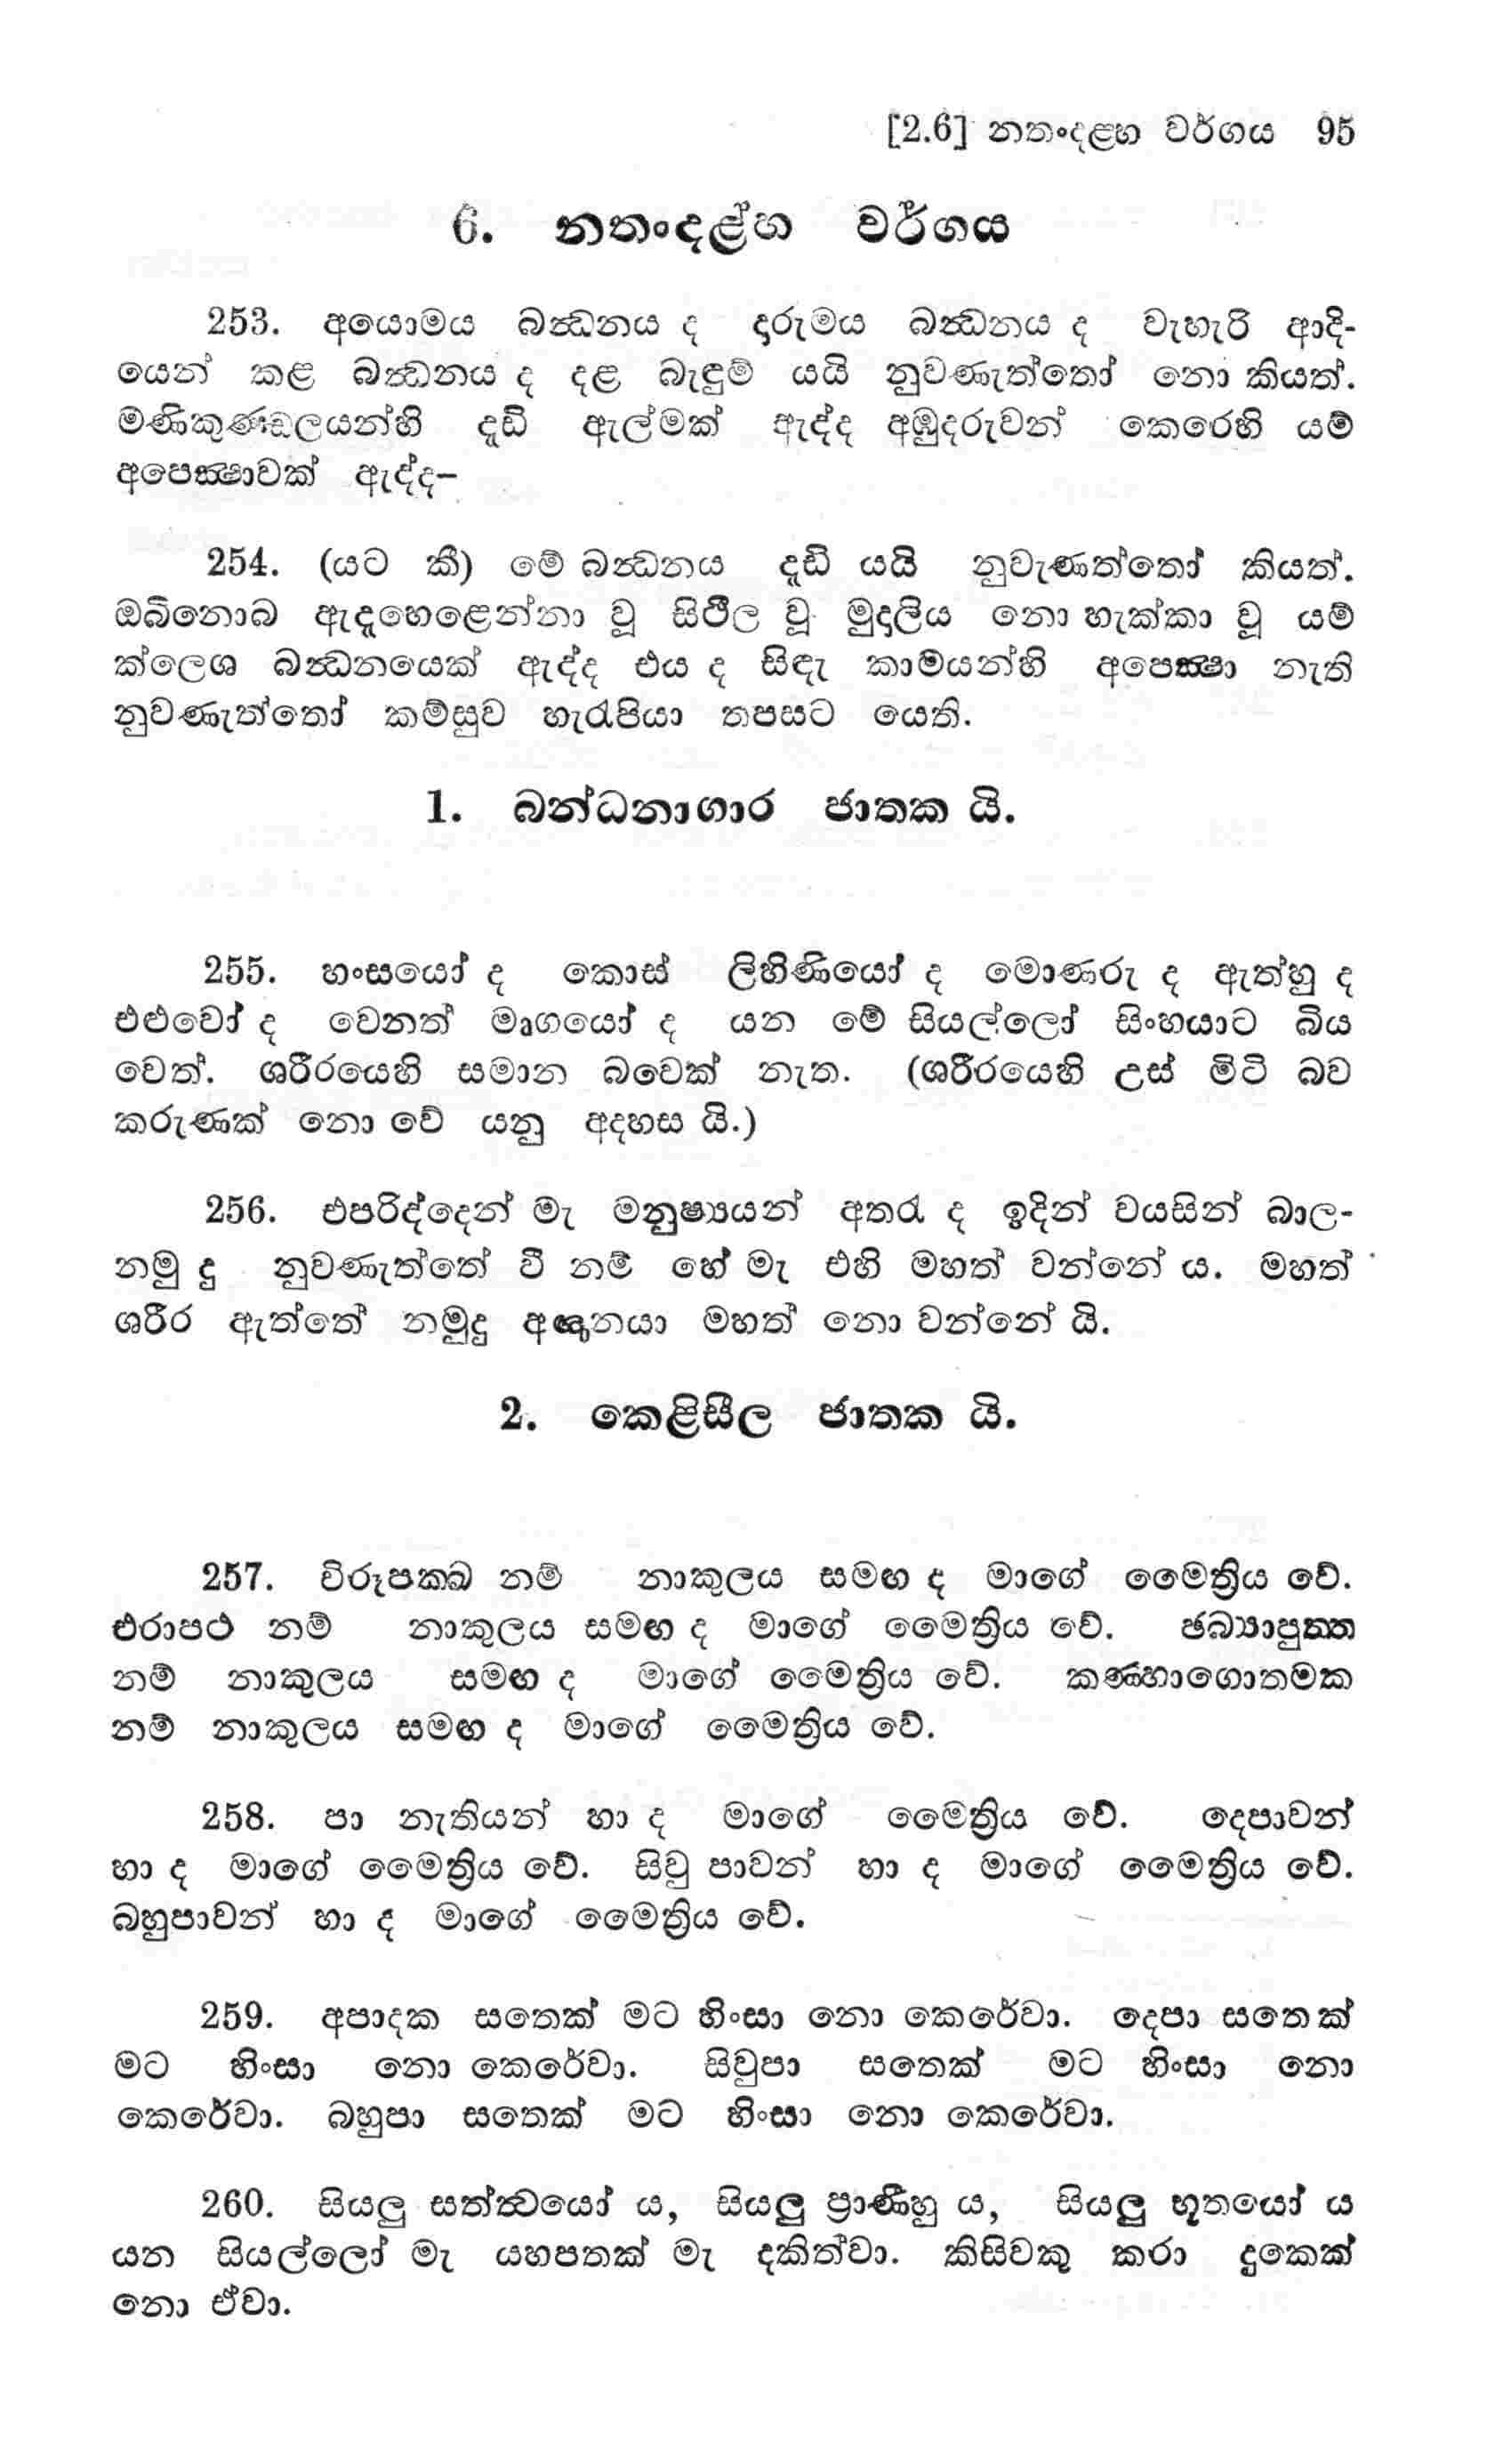 [2.6] නතංදළහ වර්ගය 95
6. නතංදළ්හ වර්ගය
253. අයොමය බන්‍ධනය ද දරුමය බන්‍ධනය ද වැහැරි ආදි-
යෙන් කළ බන්‍ධනය ද දළ බැඳුම් යයි නුවණැත්තෝ නො කියත්.
මණිකුණ්‍ඩලයන්හි දැඩි ඇල්මක් ඇද්ද අඹුදරුවන් කෙරෙහි යම්
අපෙක්‍ෂාවක් ඇද්ද–
254. (යට කී) මේ බන්‍ධනය දැඩි යයි නුවැණත්තෝ කියත්.
ඔබිනොබ ඇදැහෙළෙන්නා වූ සිථිල වූ මුදාලිය නො හැක්කා වූ යම්
ක්ලෙශ බන්‍ධනයෙක් ඇද්ද එය ද සිඳැ කාමයන්හි අපෙක්‍ෂා නැති
නුවණැත්තෝ කම්සුව හැරපියා තපසට යෙති.
1. බන්ධනාගාර ජාතක යි.
255. හංසයෝ ද කොස් ලිහිණියෝ ද මොණරු ද ඇත්හු ද
එළුවෝ ද වෙනත් මෘගයෝ ද යන මේ සියල්ලෝ සිංහයාට බිය
වෙත්. ශරීරයෙහි සමාන බවෙක් නැත. (ශරීරයෙහි උස් මිටි බව
කරුණක් නො වේ යනු අදහස යි.)
256. එපරිද්දෙන් මැ මනුෂ්‍යයන් අතර ද ඉදින් වයසින් බාල-
නමු දු නුවණැත්තේ වී නම් හේ මැ එහි මහත් වන්නේ ය. මහත්
ශරීර ඇත්තේ නමුදු අඥානයා මහත් නො වන්නේ යි.
2. කෙළිසීල ජාතක යි.
257. විරූපක්‍ඛ නම් නාකුලය සමඟ ද මාගේ මෛත්‍රිය වේ.
එරාපථ නම් නාකුලය සමඟ ද මාගේ මෛත්‍රිය වේ. ඡබ්‍යාපුත්‍ත
නම් නාකුලය සමඟ ද මාගේ මෛත්‍රිය වේ. කණ්‍හාගොතමක
නම් නාකුලය සමඟ ද මාගේ මෛත්‍රිය වේ.
258. පා නැතියන් හා ද මාගේ මෛත්‍රිය වේ. දෙපාවන්
හා ද මාගේ මෛත්‍රිය වේ. සිවු පාවන් හා ද මාගේ මෛත්‍රිය වේ.
බහුපාවන් හා ද මාගේ මෛත්‍රිය වේ.
259. අපාදක සතෙක් මට හිංසා නො කෙරේවා. දෙපා සතෙක්
මට හිංසා නො කෙරේවා. සිවුපා සතෙක් මට හිංසා නො
කෙරේවා. බහුපා සතෙක් මට හිංසා නො කෙරේවා.
260. සියලු සත්ත්‍වයෝ ය, සියලු ප්‍රාණීහු ය, සියලු භූතයෝ ය
යන සියල්ලෝ මැ යහපතක් මැ දකිත්වා. කිසිවකු කරා දුකෙක්
නො ඒවා.